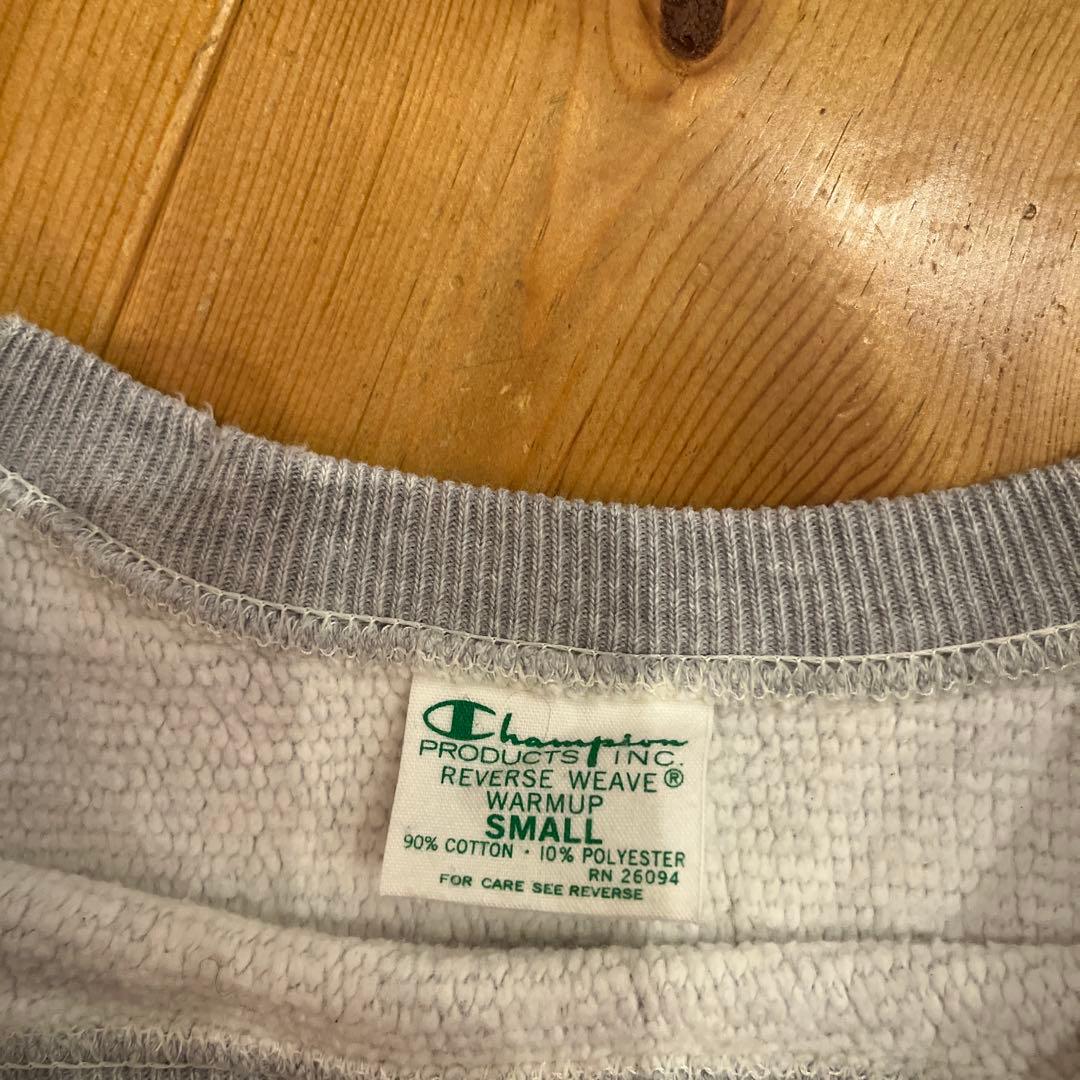 Champion
PRODUCTS INC.
REVERSE WEAVE®
WARMUP
SMALL
90% COTTON · 10% POLYESTER
RN 26094
FOR CARE SEE REVERSE